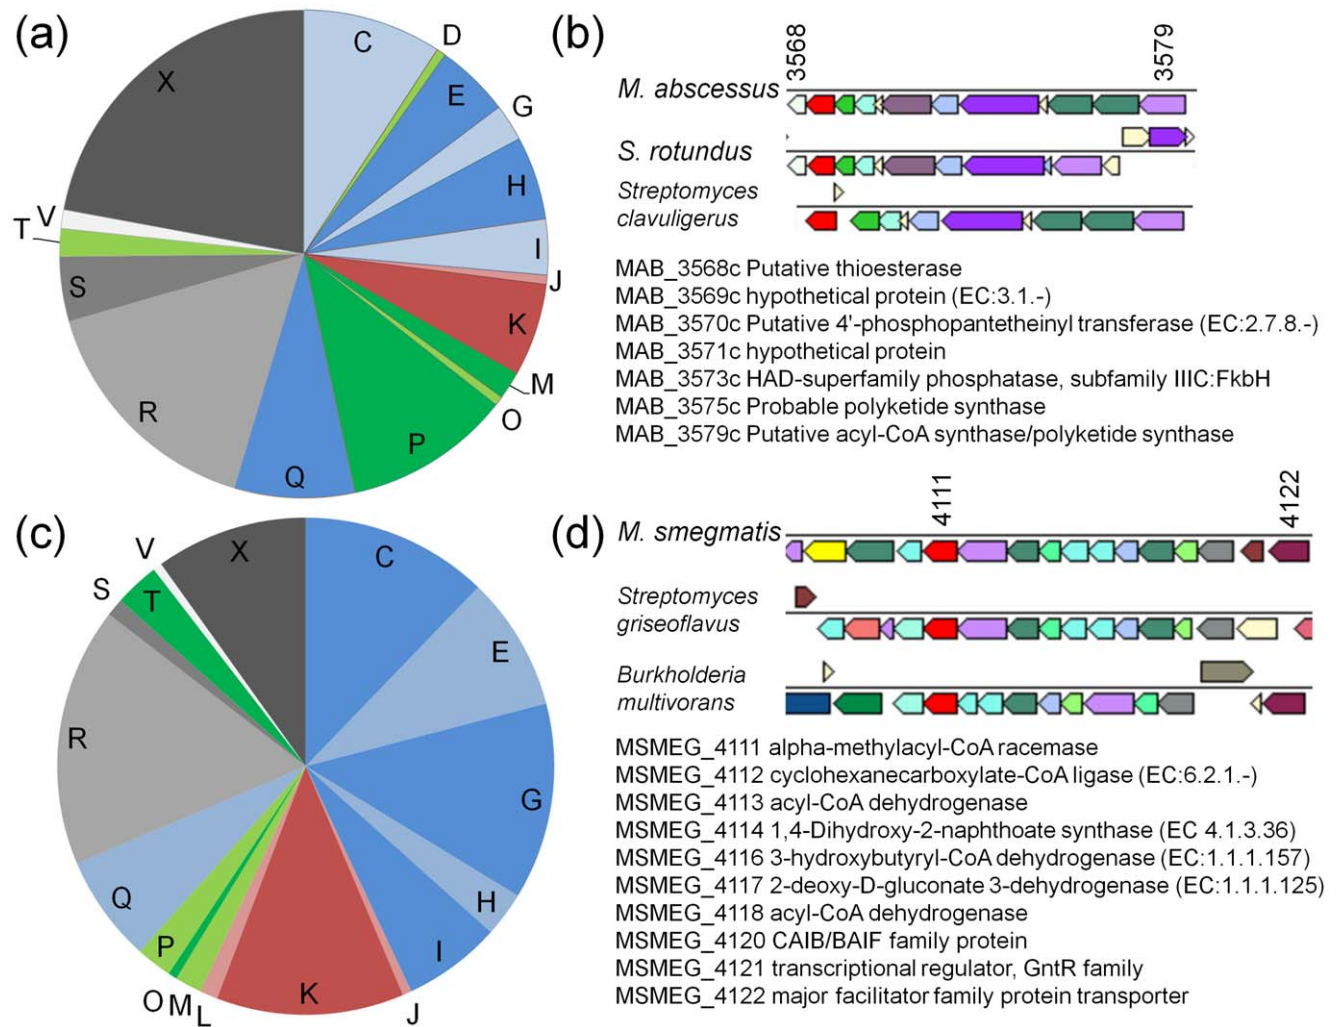 (a)
X
C
D
E
G
H
I
J
K
M
O
P
Q
R
S
T
V
(b)
3568
3579
M. abscessus
S. rotundus
Streptomyces
clavuligerus
MAB_3568c Putative thioesterase
MAB_3569c hypothetical protein (EC:3.1.-)
MAB_3570c Putative 4'-phosphopantetheinyl transferase (EC:2.7.8.-)
MAB_3571c hypothetical protein
MAB_3573c HAD-superfamily phosphatase, subfamily IIIC:FkbH
MAB_3575c Probable polyketide synthase
MAB_3579c Putative acyl-CoA synthase/polyketide synthase
(c)
V
X
C
S
T
E
R
G
H
Q
I
P
K
O
M
L
J
(d)
4111
4122
M. smegmatis
Streptomyces
griseoflavus
Burkholderia
multivorans
MSMEG_4111 alpha-methylacyl-CoA racemase
MSMEG_4112 cyclohexanecarboxylate-CoA ligase (EC:6.2.1.-)
MSMEG_4113 acyl-CoA dehydrogenase
MSMEG_4114 1,4-Dihydroxy-2-naphthoate synthase (EC 4.1.3.36)
MSMEG_4116 3-hydroxybutyryl-CoA dehydrogenase (EC:1.1.1.157)
MSMEG_4117 2-deoxy-D-gluconate 3-dehydrogenase (EC:1.1.1.125)
MSMEG_4118 acyl-CoA dehydrogenase
MSMEG_4120 CAIB/BAIF family protein
MSMEG_4121 transcriptional regulator, GntR family
MSMEG_4122 major facilitator family protein transporter